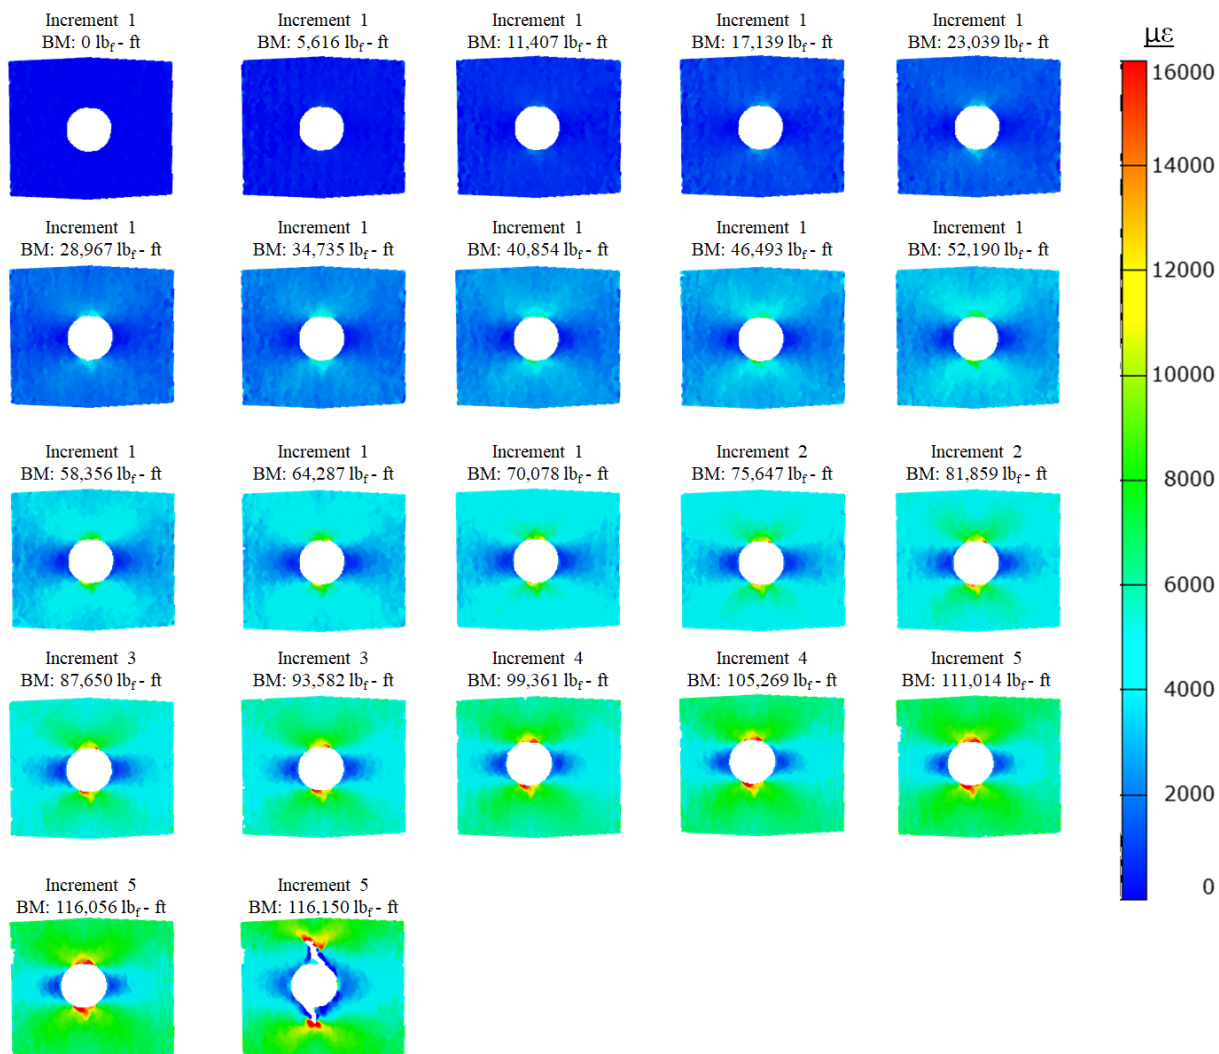 Increment 1
BM: 0 lbf - ft
Increment 1
BM: 5,616 lbf - ft
Increment 1
BM: 11,407 lbf - ft
Increment 1
BM: 17,139 lbf - ft
Increment 1
BM: 23,039 lbf - ft
Increment 1
BM: 28,967 lbf - ft
Increment 1
BM: 34,735 lbf - ft
Increment 1
BM: 40,854 lbf - ft
Increment 1
BM: 46,493 lbf - ft
Increment 1
BM: 52,190 lbf - ft
Increment 1
BM: 58,356 lbf - ft
Increment 1
BM: 64,287 lbf - ft
Increment 1
BM: 70,078 lbf - ft
Increment 2
BM: 75,647 lbf - ft
Increment 2
BM: 81,859 lbf - ft
Increment 3
BM: 87,650 lbf - ft
Increment 3
BM: 93,582 lbf - ft
Increment 4
BM: 99,361 lbf - ft
Increment 4
BM: 105,269 lbf - ft
Increment 5
BM: 111,014 lbf - ft
Increment 5
BM: 116,056 lbf - ft
Increment 5
BM: 116,150 lbf - ft
με
16000
14000
12000
10000
8000
6000
4000
2000
0